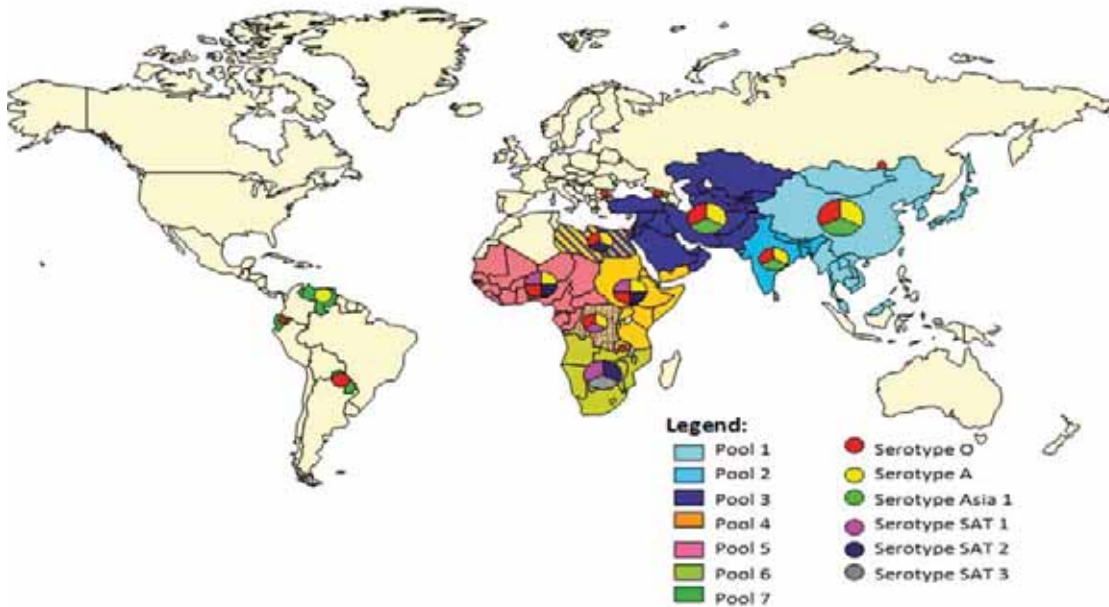 Legend:
Pool 1
Pool 2
Pool 3
Pool 4
Pool 5
Pool 6
Pool 7
Serotype O
Serotype A
Serotype Asia 1
Serotype SAT 1
Serotype SAT 2
Serotype SAT 3